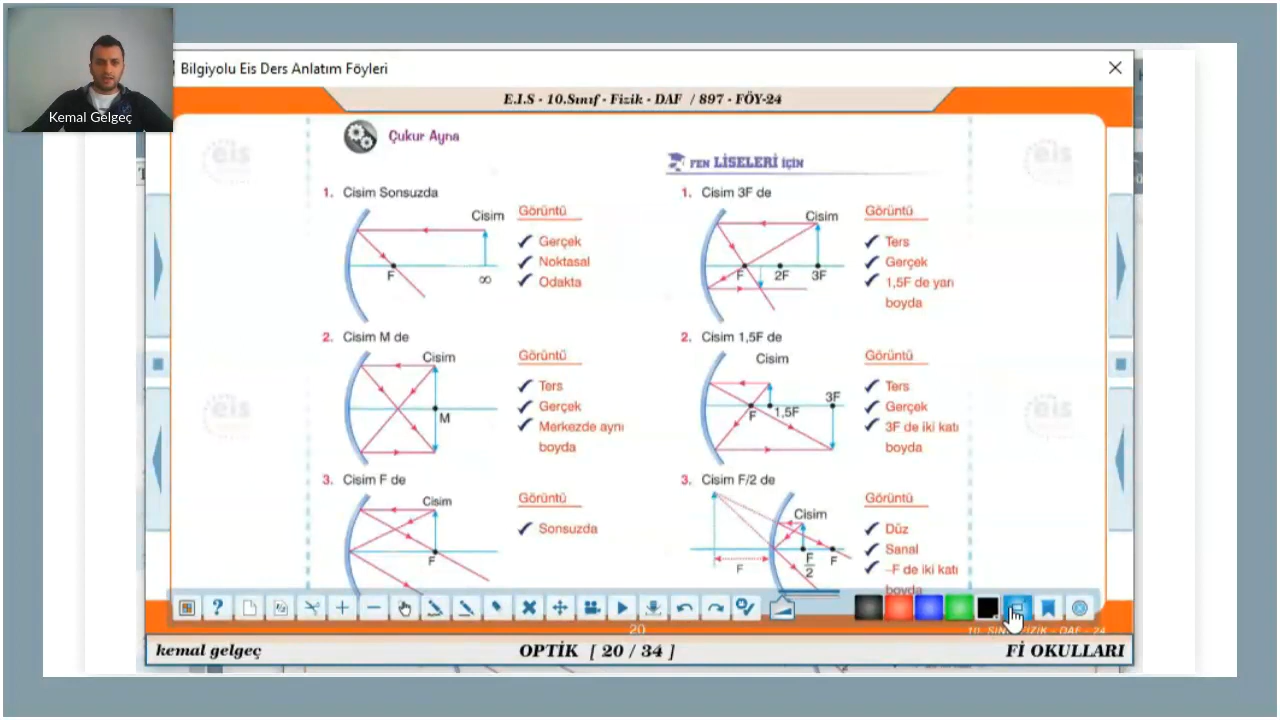 Kemal Gelgeç
Bilgiyolu Eis Ders Anlatım Föyleri
E.I.S - 10.Sınıf - Fizik - DAF / 897 - FÖY-24
eis
eis
Çukur Ayna
FEN LİSELERİ İÇİN
1. Cisim Sonsuzda
Cisim
F
∞
Görüntü
Gerçek
Noktasal
Odakta
2. Cisim M de
Cisim
M
Görüntü
Ters
Gerçek
Merkezde aynı
boyda
3. Cisim F de
Cisim
F
Görüntü
Sonsuzda
1. Cisim 3F de
Cisim
F 2F 3F
Görüntü
Ters
Gerçek
1,5F de yarı
boyda
2. Cisim 1,5F de
Cisim
3F
F 1,5F
Görüntü
Ters
Gerçek
3F de iki katı
boyda
3. Cisim F/2 de
Cisim
F
F/2
F
Görüntü
Düz
Sanal
–F de iki katı
boyda
eis
eis
20
kemal gelgeç
OPTİK [ 20 / 34 ]
Fİ OKULLARI